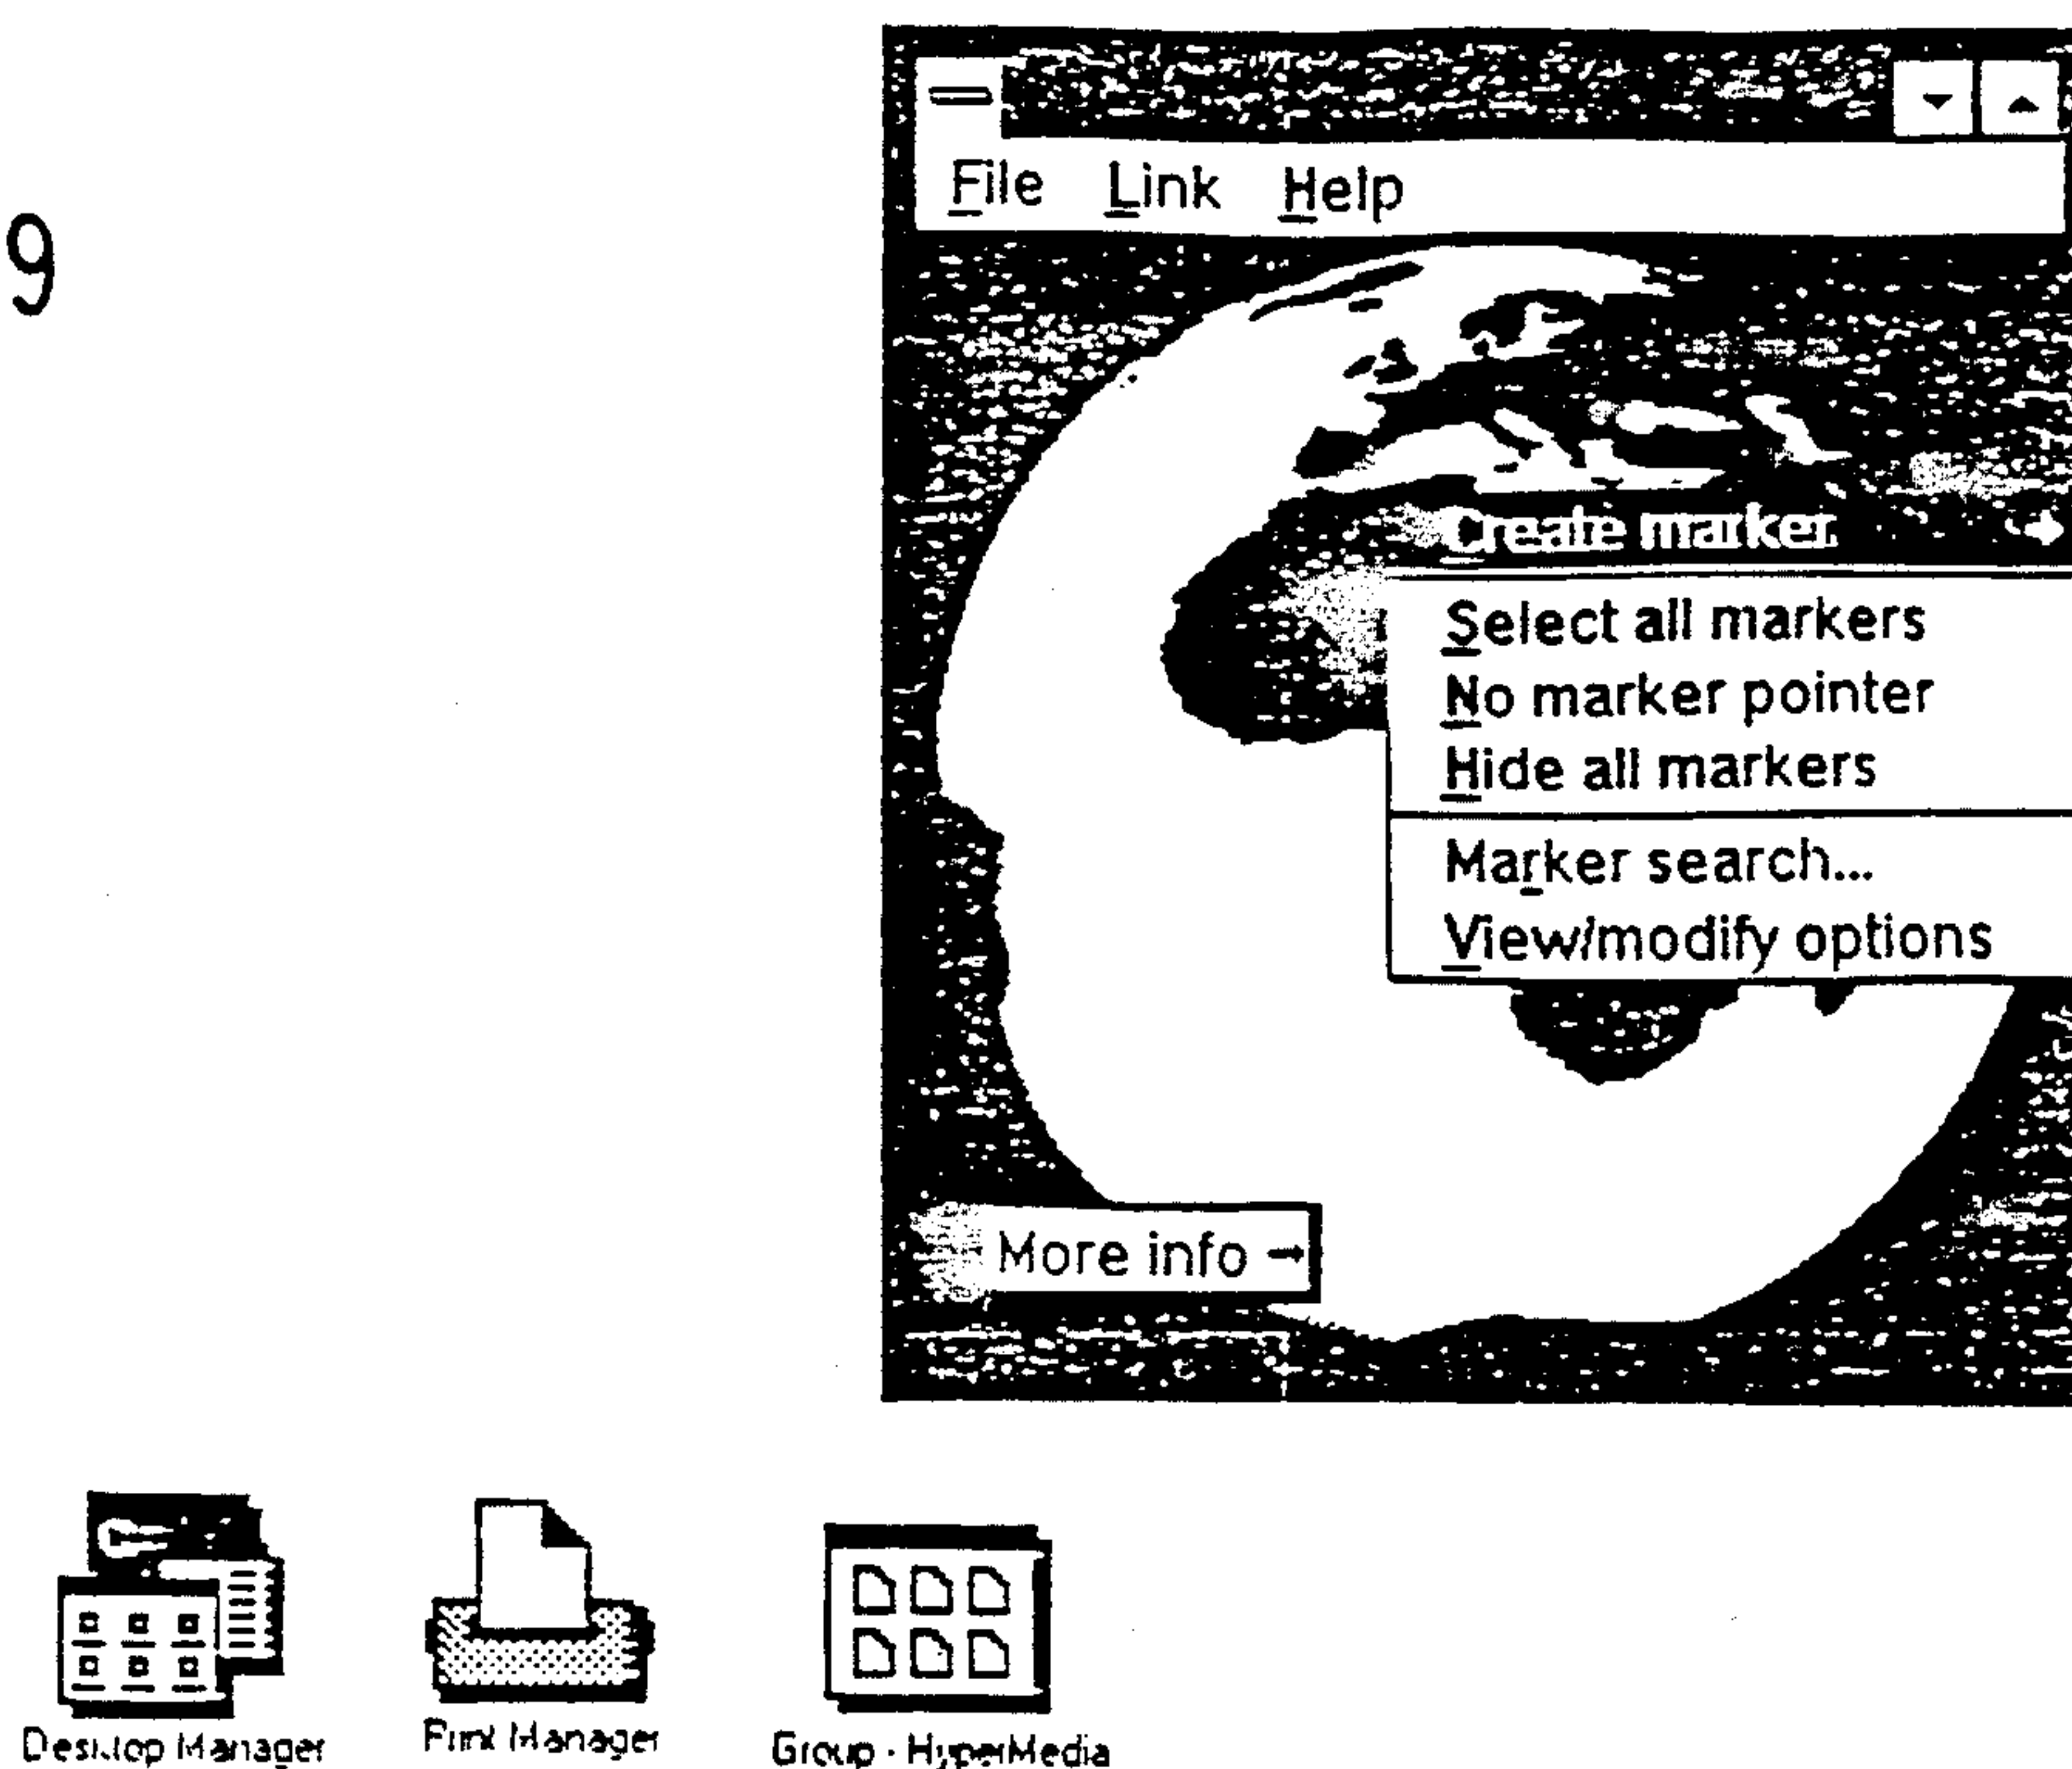 9
File Link Help
Create marker
Select all markers
No marker pointer
Hide all markers
Marker search...
View/modify options
More info →
Desktop Manager
Print Manager
Group - HyperMedia